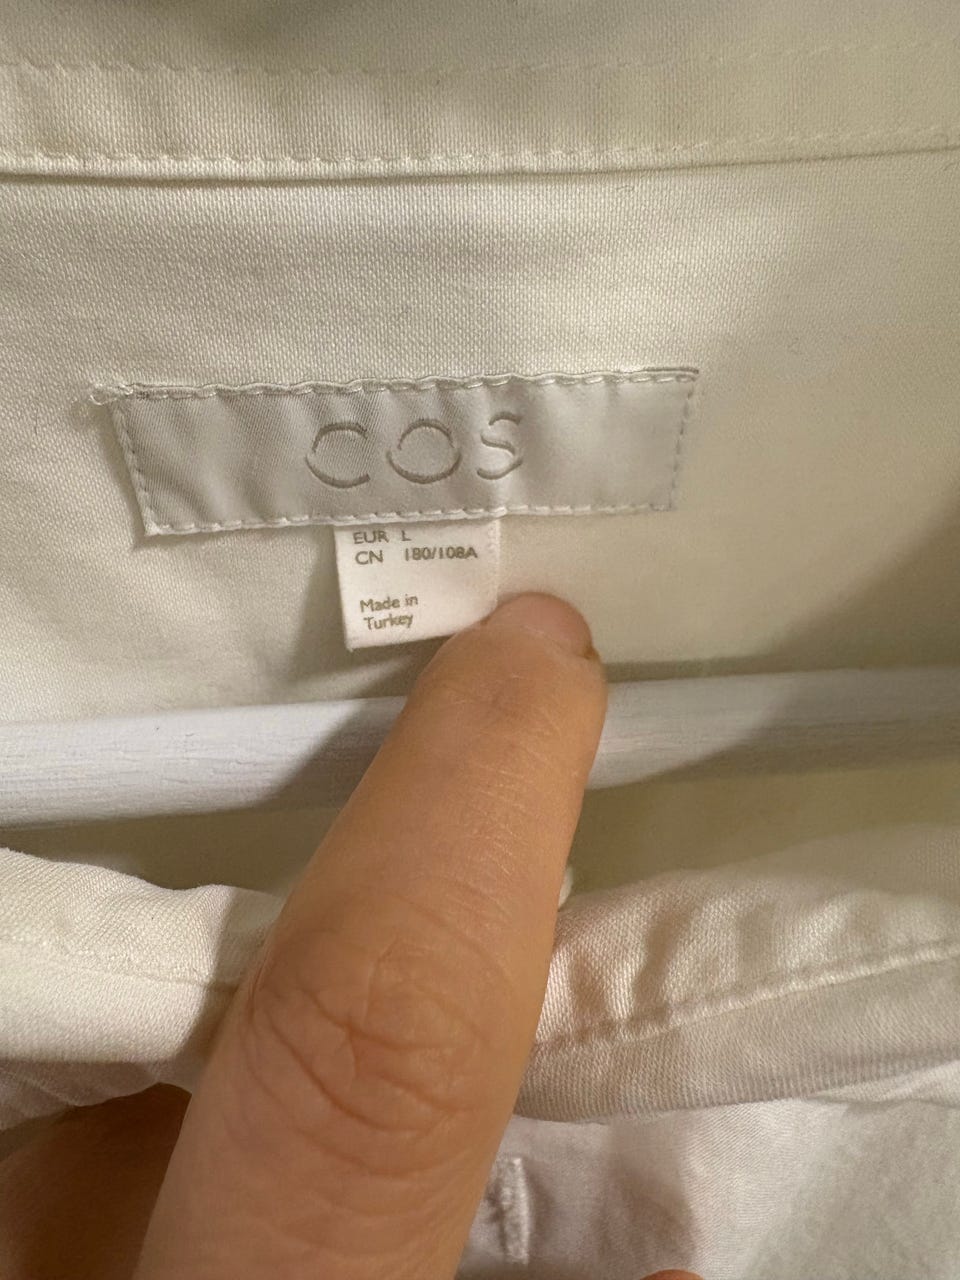 COS
EUR L
CN 180/108A
Made in
Turkey